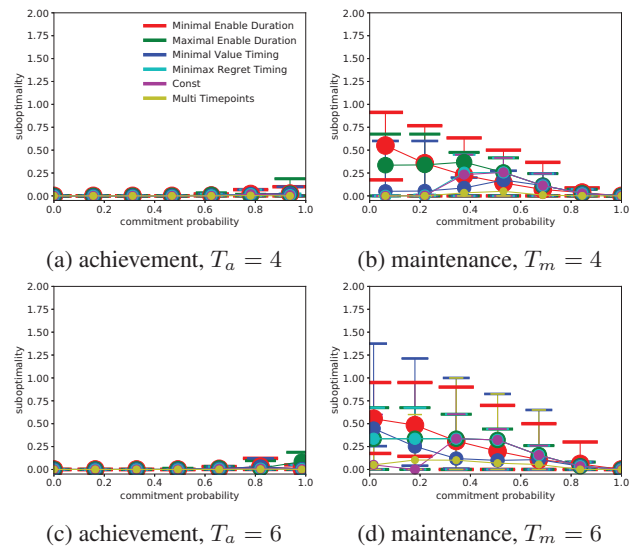 2.00
1.75
1.50
1.25
1.00
0.75
0.50
0.25
0.00
suboptimality
0.0 0.2 0.4 0.6 0.8 1.0
commitment probability
Minimal Enable Duration
Maximal Enable Duration
Minimal Value Timing
Minimax Regret Timing
Const
Multi Timepoints
(a) achievement, T_a = 4
2.00
1.75
1.50
1.25
1.00
0.75
0.50
0.25
0.00
suboptimality
0.0 0.2 0.4 0.6 0.8 1.0
commitment probability
(b) maintenance, T_m = 4
2.00
1.75
1.50
1.25
1.00
0.75
0.50
0.25
0.00
suboptimality
0.0 0.2 0.4 0.6 0.8 1.0
commitment probability
(c) achievement, T_a = 6
2.00
1.75
1.50
1.25
1.00
0.75
0.50
0.25
0.00
suboptimality
0.0 0.2 0.4 0.6 0.8 1.0
commitment probability
(d) maintenance, T_m = 6